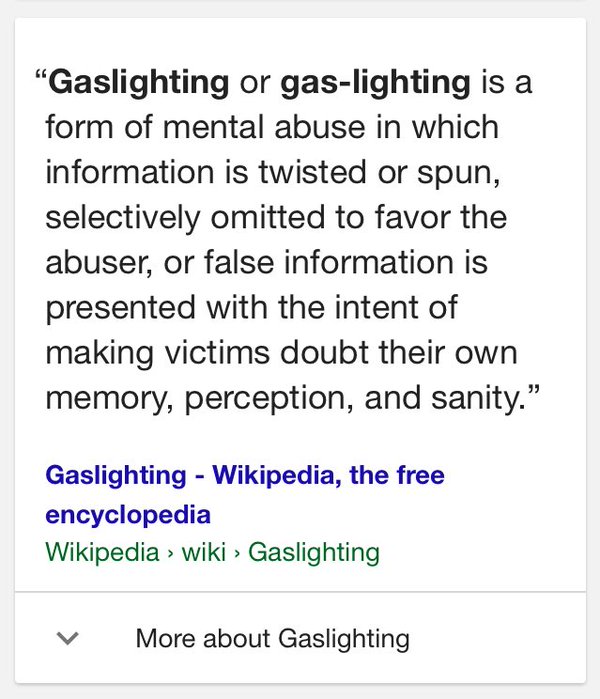 “Gaslighting or gas-lighting is a
form of mental abuse in which
information is twisted or spun,
selectively omitted to favor the
abuser, or false information is
presented with the intent of
making victims doubt their own
memory, perception, and sanity.”
Gaslighting - Wikipedia, the free
encyclopedia
Wikipedia › wiki › Gaslighting
More about Gaslighting